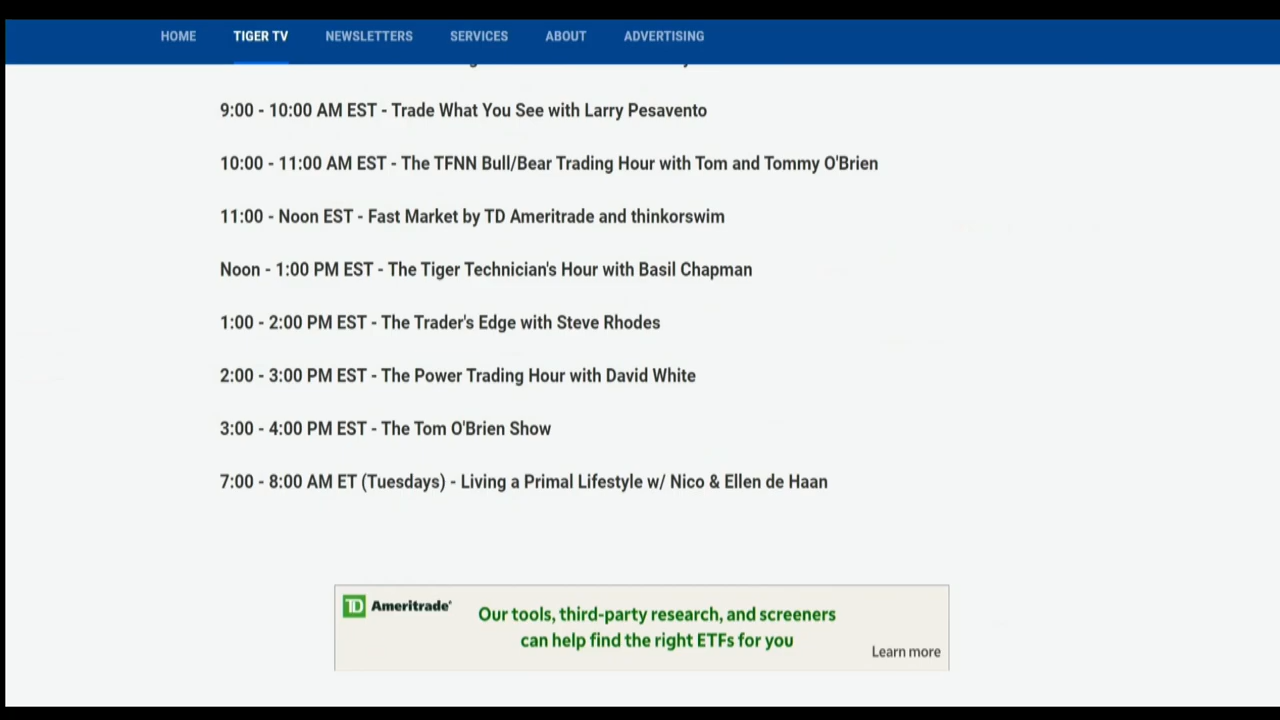 HOME TIGER TV NEWSLETTERS SERVICES ABOUT ADVERTISING
9:00 - 10:00 AM EST - Trade What You See with Larry Pesavento
10:00 - 11:00 AM EST - The TFNN Bull/Bear Trading Hour with Tom and Tommy O'Brien
11:00 - Noon EST - Fast Market by TD Ameritrade and thinkorswim
Noon - 1:00 PM EST - The Tiger Technician's Hour with Basil Chapman
1:00 - 2:00 PM EST - The Trader's Edge with Steve Rhodes
2:00 - 3:00 PM EST - The Power Trading Hour with David White
3:00 - 4:00 PM EST - The Tom O'Brien Show
7:00 - 8:00 AM ET (Tuesdays) - Living a Primal Lifestyle w/ Nico & Ellen de Haan
TD Ameritrade
Our tools, third-party research, and screeners
can help find the right ETFs for you
Learn more